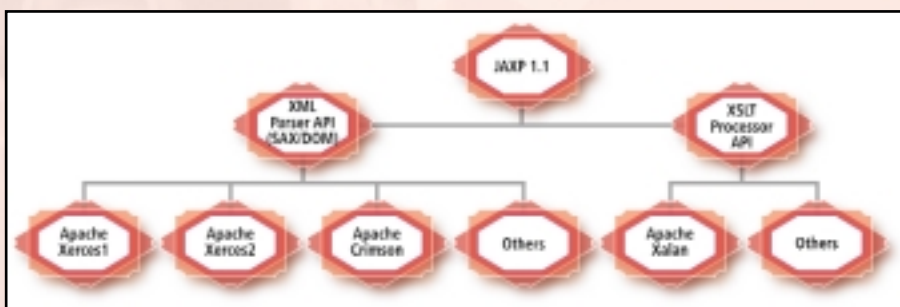 JAXP 1.1
XML
Parser API
(SAX/DOM)
XSLT
Processor
API
Apache
Xerces1
Apache
Xerces2
Apache
Crimson
Others
Apache
Xalan
Others